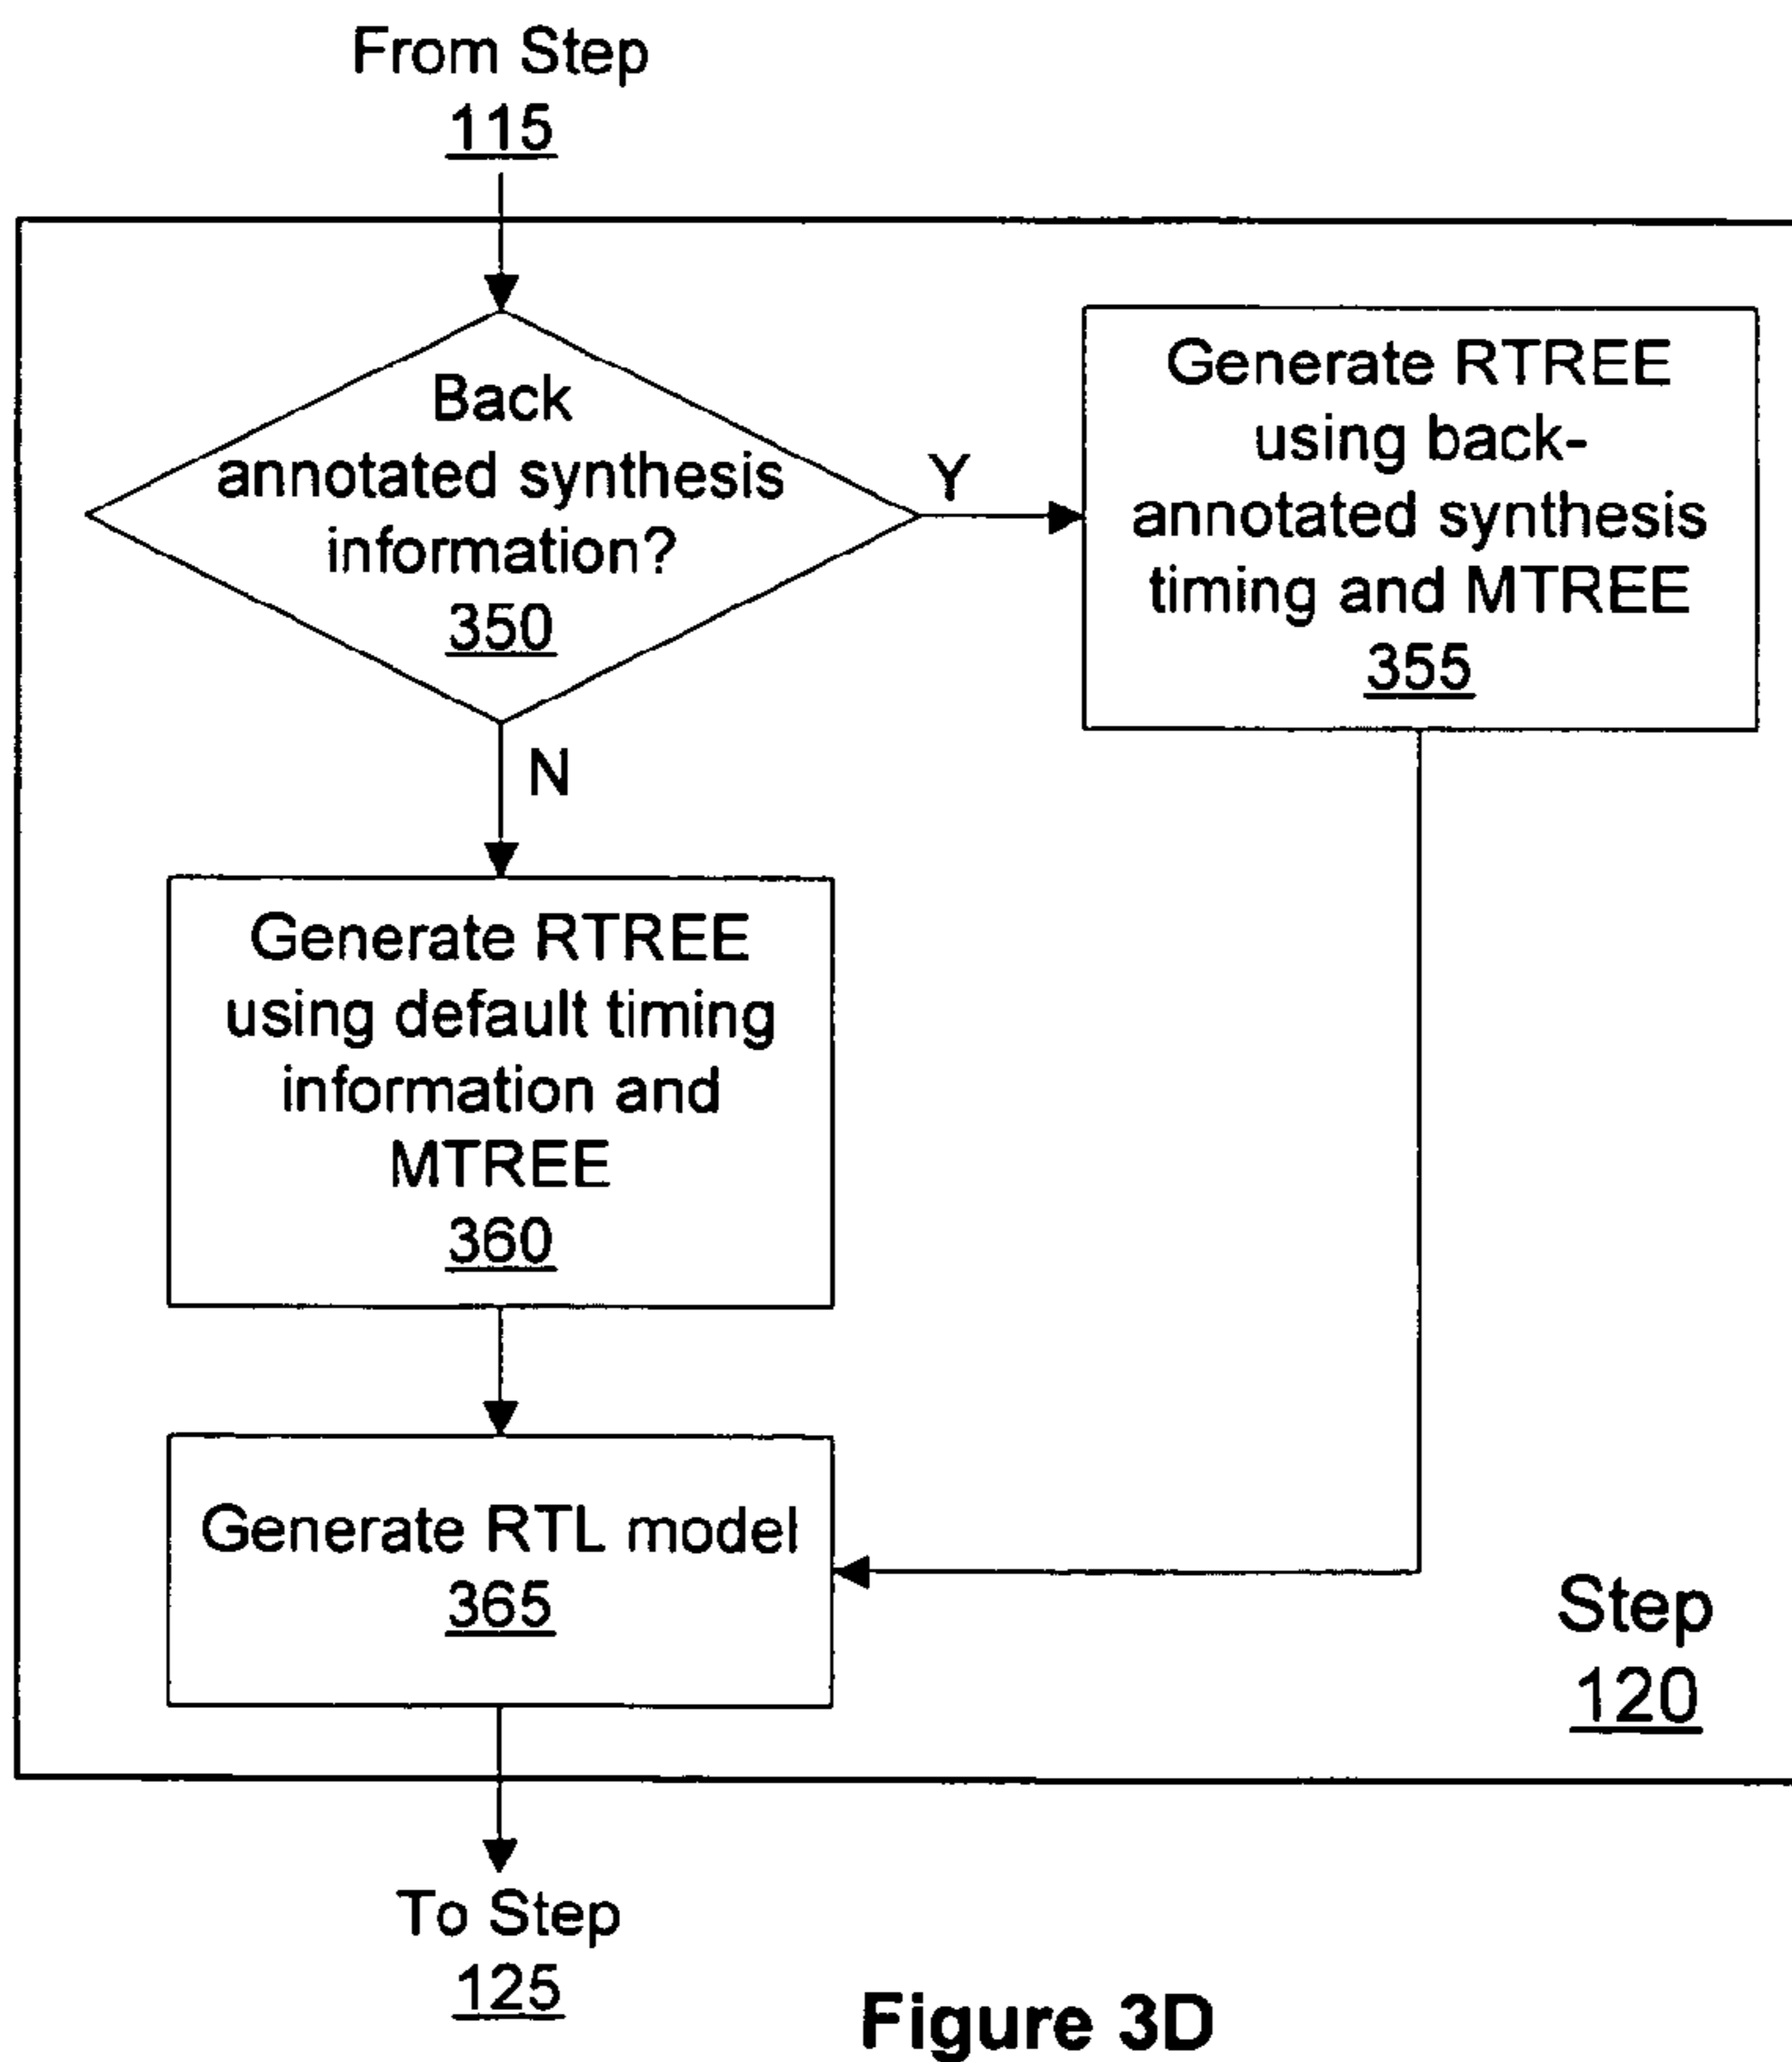 From Step
115
Back
annotated synthesis
information?
350
Y
Generate RTREE
using back-
annotated synthesis
timing and MTREE
355
N
Generate RTREE
using default timing
information and
MTREE
360
Generate RTL model
365
Step
120
To Step
125
Figure 3D